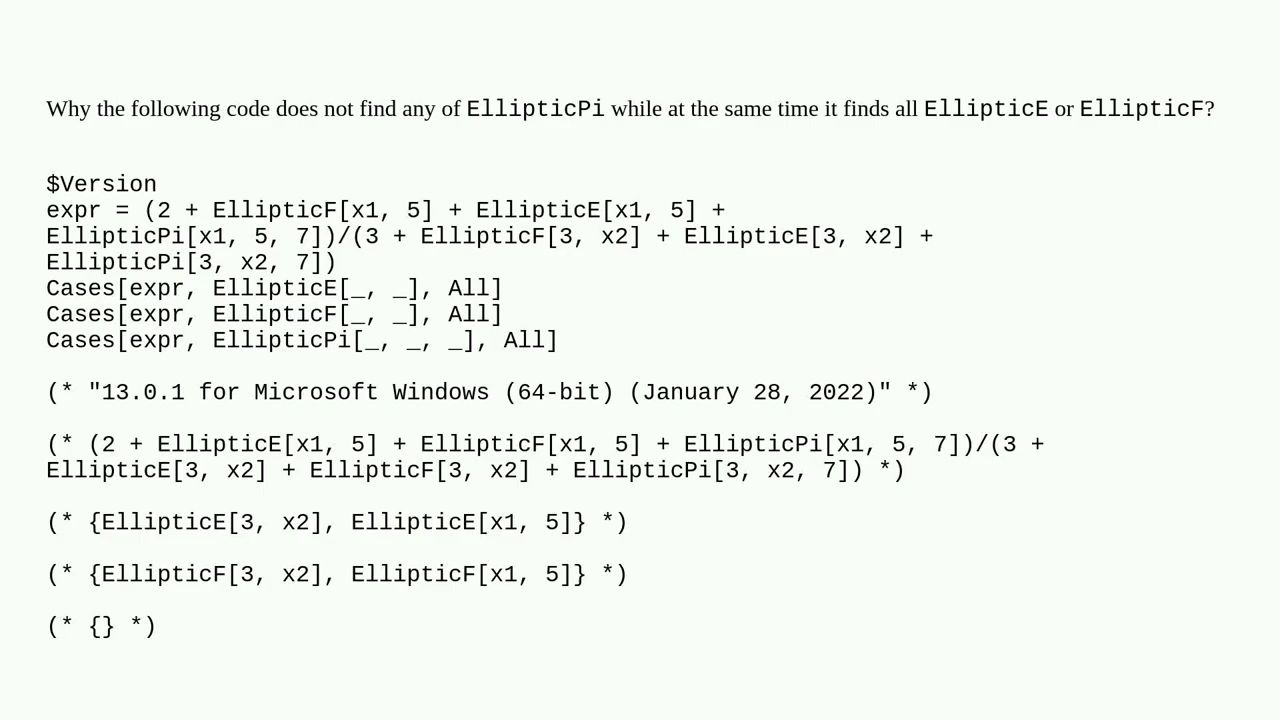 Why the following code does not find any of EllipticPi while at the same time it finds all EllipticE or EllipticF?
$Version
expr = (2 + EllipticF[x1, 5] + EllipticE[x1, 5] +
EllipticPi[x1, 5, 7])/(3 + EllipticF[3, x2] + EllipticE[3, x2] +
EllipticPi[3, x2, 7])
Cases[expr, EllipticE[_, _], All]
Cases[expr, EllipticF[_, _], All]
Cases[expr, EllipticPi[_, _, _], All]
(* "13.0.1 for Microsoft Windows (64-bit) (January 28, 2022)" *)
(* (2 + EllipticE[x1, 5] + EllipticF[x1, 5] + EllipticPi[x1, 5, 7])/(3 +
EllipticE[3, x2] + EllipticF[3, x2] + EllipticPi[3, x2, 7]) *)
(* {EllipticE[3, x2], EllipticE[x1, 5]} *)
(* {EllipticF[3, x2], EllipticF[x1, 5]} *)
(* {} *)